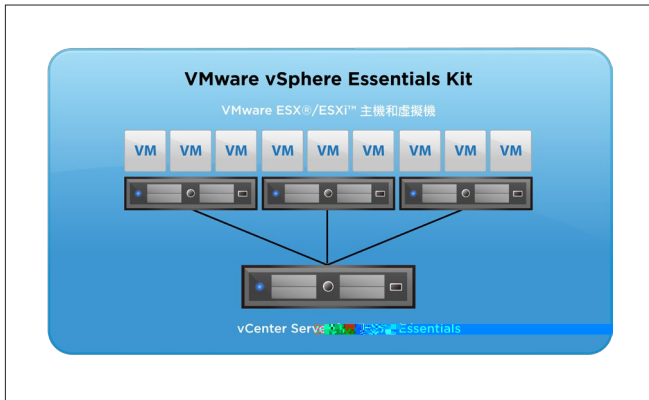 VMware vSphere Essentials Kit
VMware ESX®/ESXi™ 主機和虛擬機
VM VM VM VM VM VM VM VM VM
vCenter Essentials